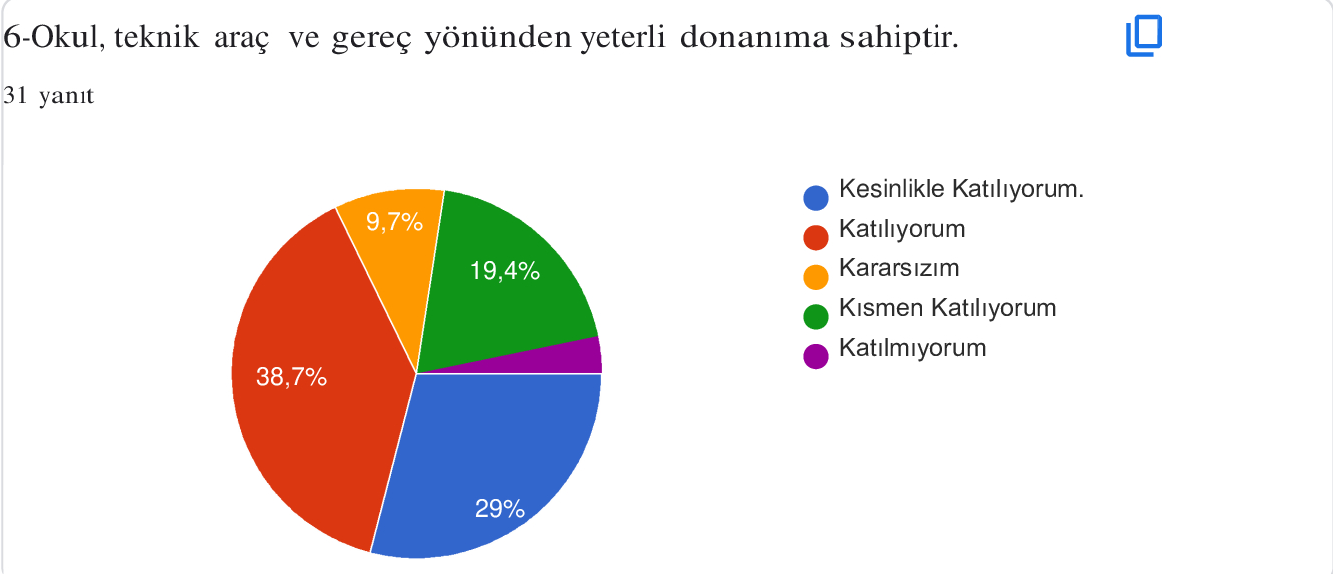 6-Okul, teknik araç ve gereç yönünden yeterli donanıma sahiptir.
31 yanıt
Kesinlikle Katılıyorum.
Katılıyorum
Kararsızım
Kısmen Katılıyorum
Katılmıyorum
9,7%
19,4%
38,7%
29%